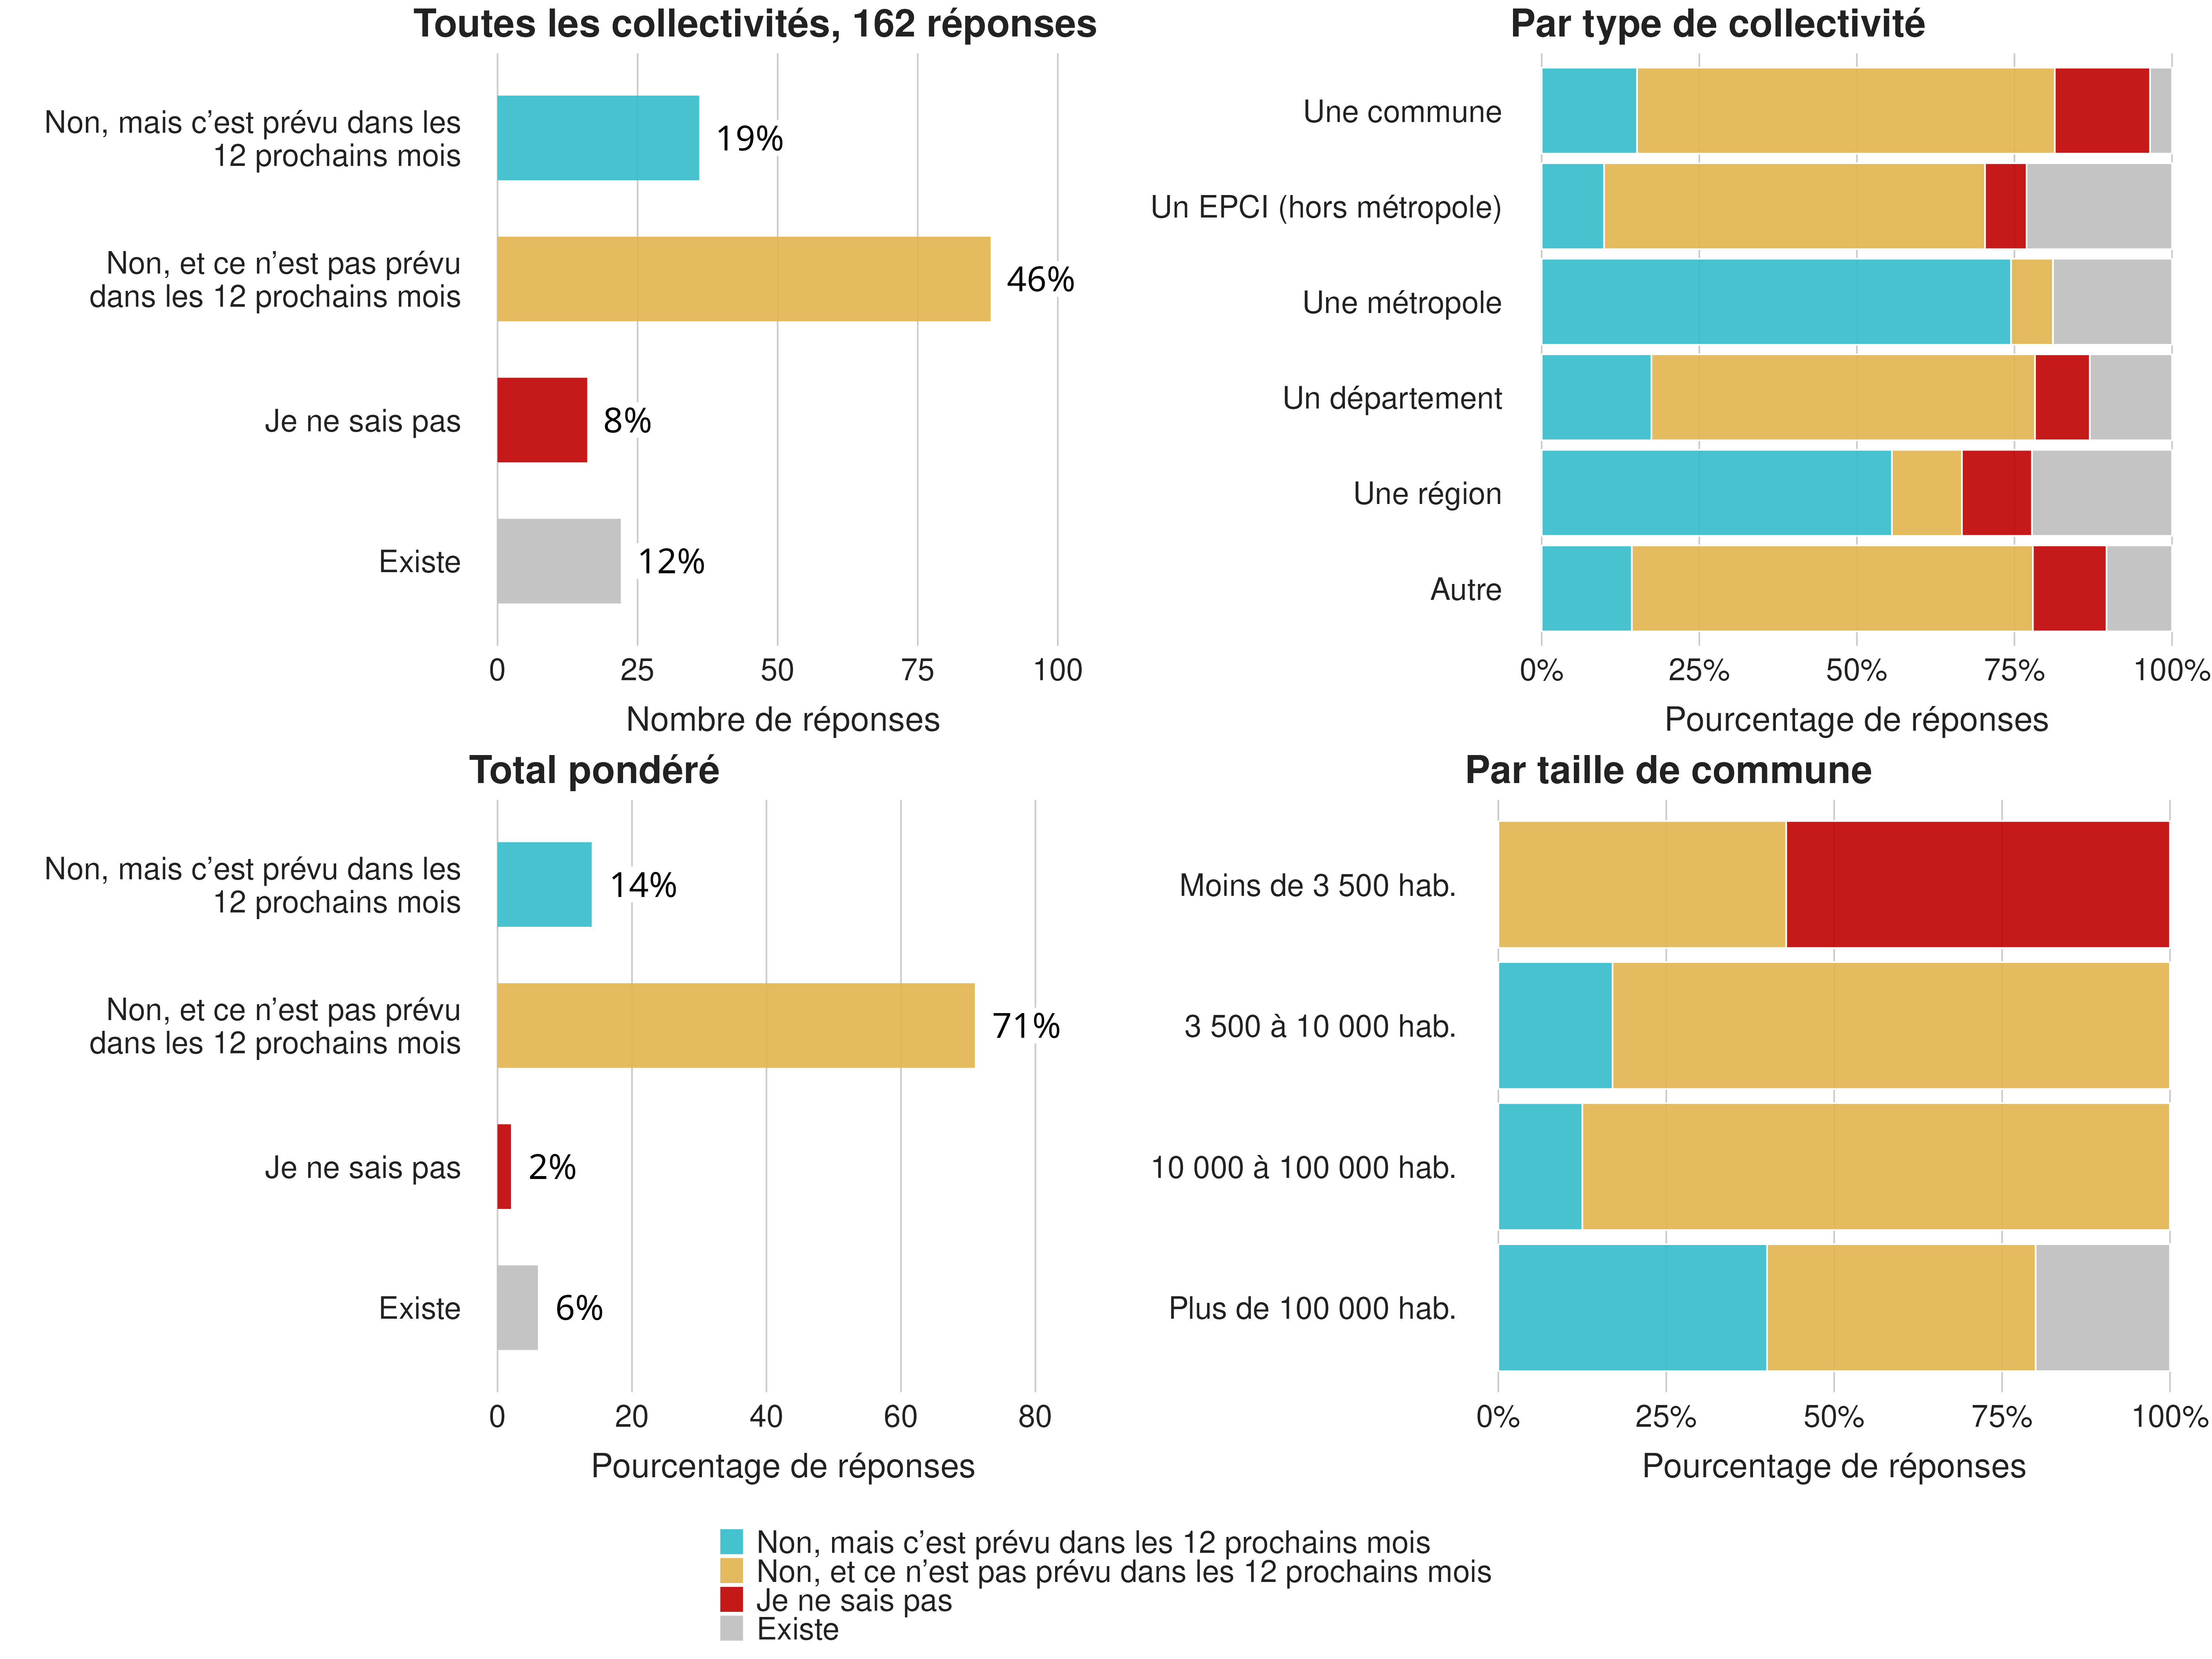 Toutes les collectivités, 162 réponses
Non, mais c’est prévu dans les
12 prochains mois
19%
Non, et ce n’est pas prévu
dans les 12 prochains mois
46%
Je ne sais pas
8%
Existe
12%
0 25 50 75 100
Nombre de réponses
Par type de collectivité
Une commune
Un EPCI (hors métropole)
Une métropole
Un département
Une région
Autre
0% 25% 50% 75% 100%
Pourcentage de réponses
Total pondéré
Non, mais c’est prévu dans les
12 prochains mois
14%
Non, et ce n’est pas prévu
dans les 12 prochains mois
71%
Je ne sais pas
2%
Existe
6%
0 20 40 60 80
Pourcentage de réponses
Par taille de commune
Moins de 3 500 hab.
3 500 à 10 000 hab.
10 000 à 100 000 hab.
Plus de 100 000 hab.
0% 25% 50% 75% 100%
Pourcentage de réponses
Non, mais c’est prévu dans les 12 prochains mois
Non, et ce n’est pas prévu dans les 12 prochains mois
Je ne sais pas
Existe